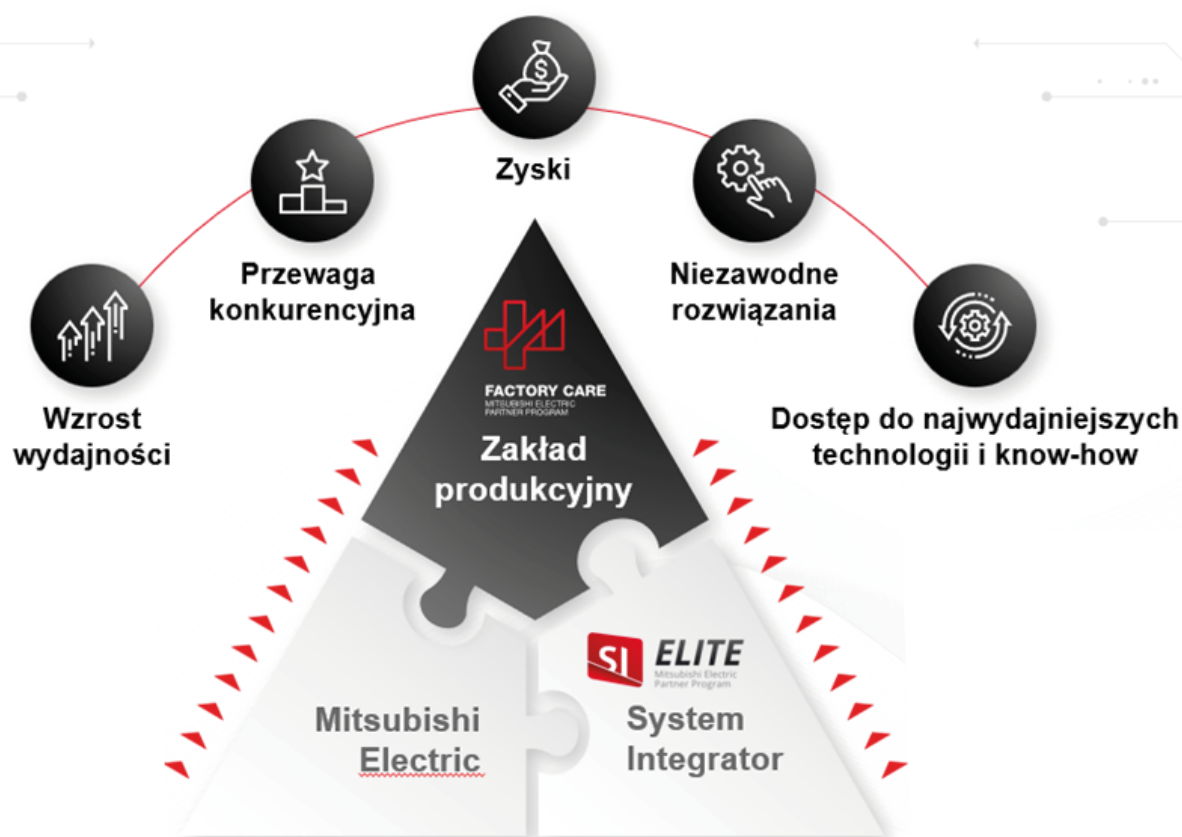 Zyski
Przewaga
konkurencyjna
Niezawodne
rozwiązania
Wzrost
wydajności
Dostęp do najwydajniejszych
technologii i know-how
FACTORY CARE
MITSUBISHI ELECTRIC
PARTNER PROGRAM
Zakład
produkcyjny
SI ELITE
Mitsubishi Electric
Partner Program
Mitsubishi
Electric
System
Integrator